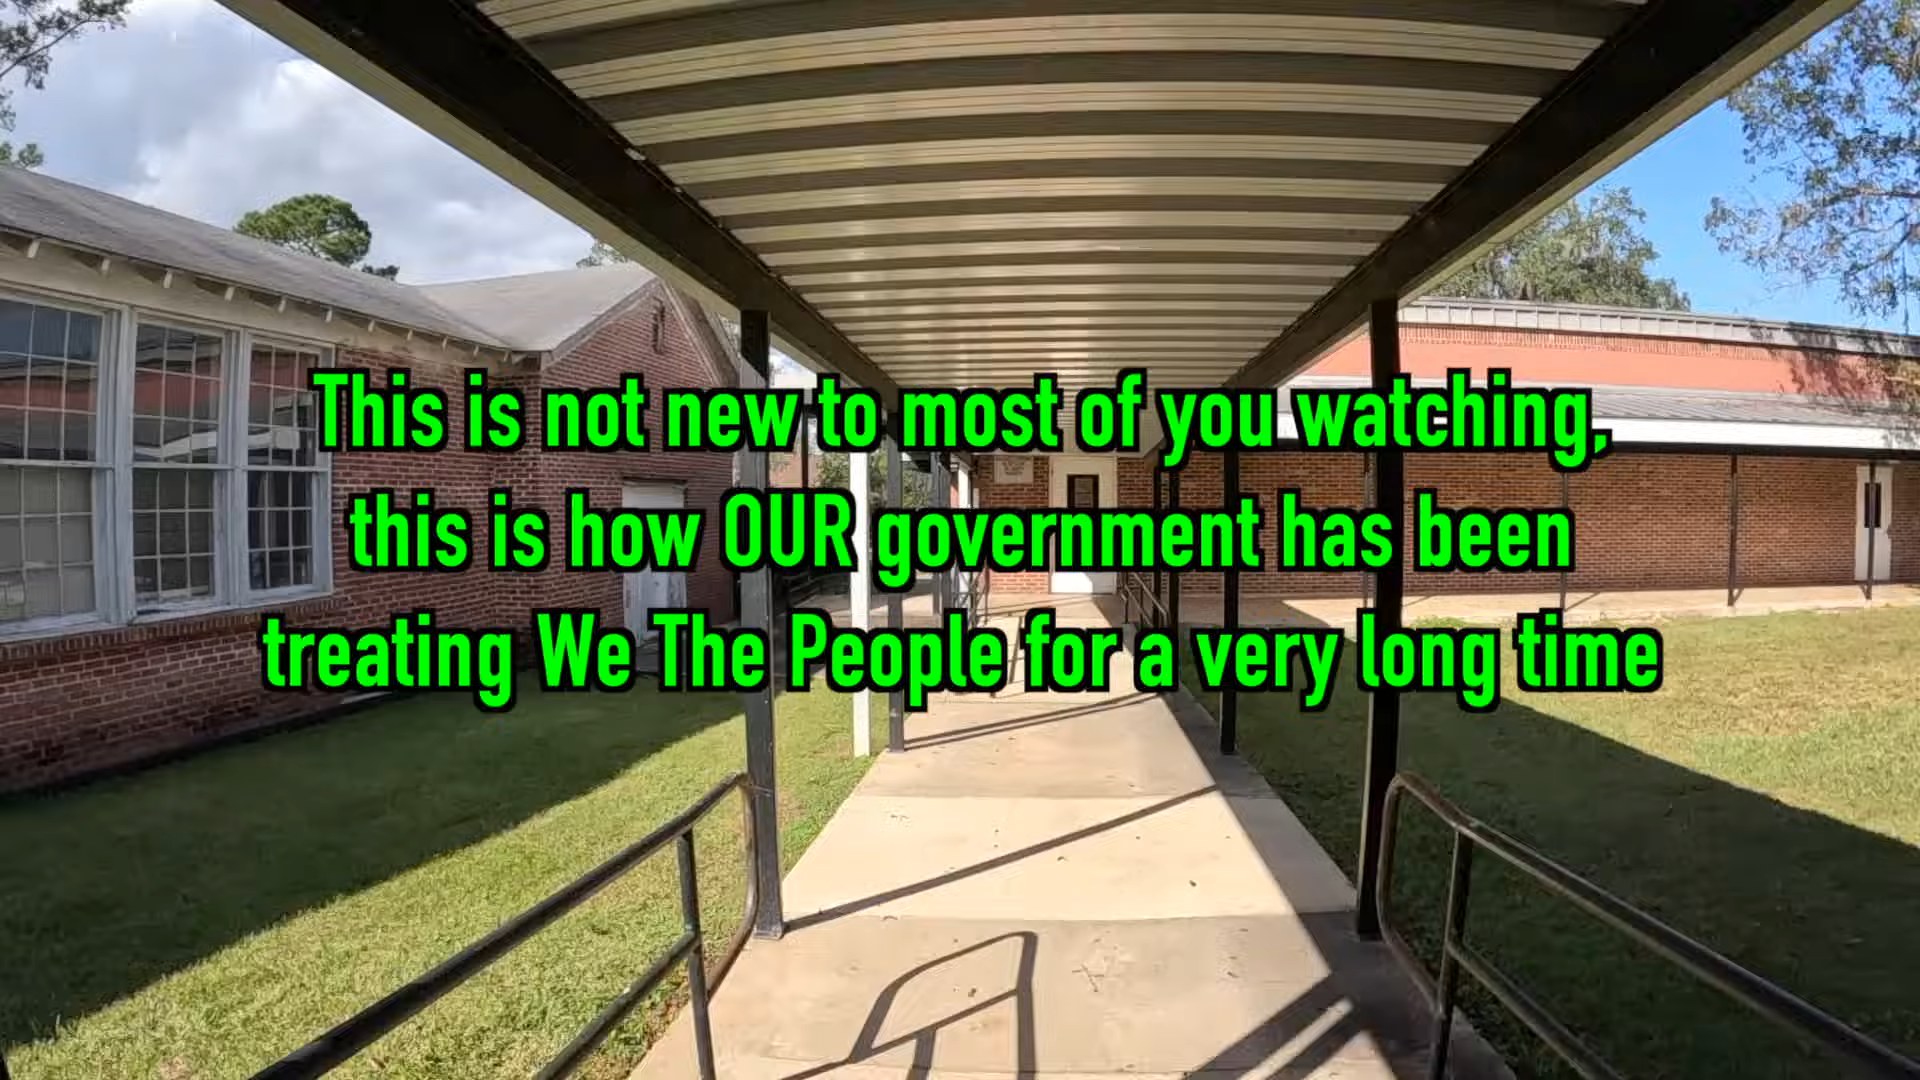 This is not new to most of you watching,
this is how OUR government has been
treating We The People for a very long time